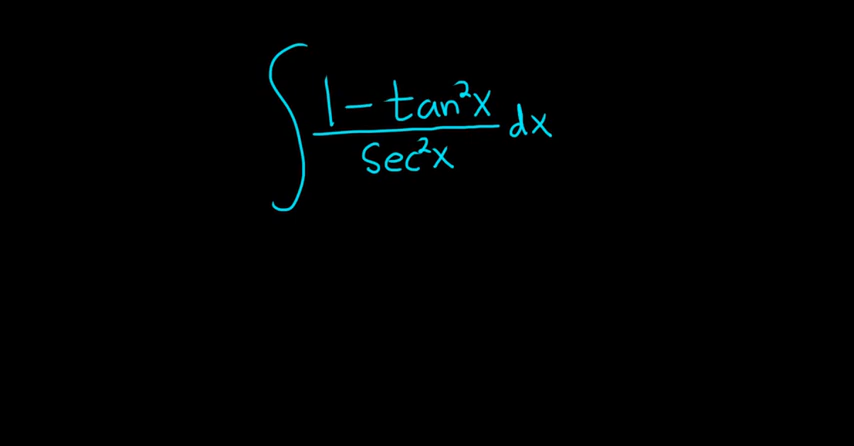 ∫ (1 - tan²x)/(sec²x) dx